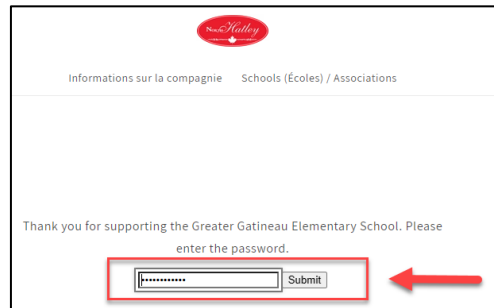 North Hatley
Informations sur la compagnie Schools (Écoles) / Associations
Thank you for supporting the Greater Gatineau Elementary School. Please
enter the password.
•••••••••••• Submit